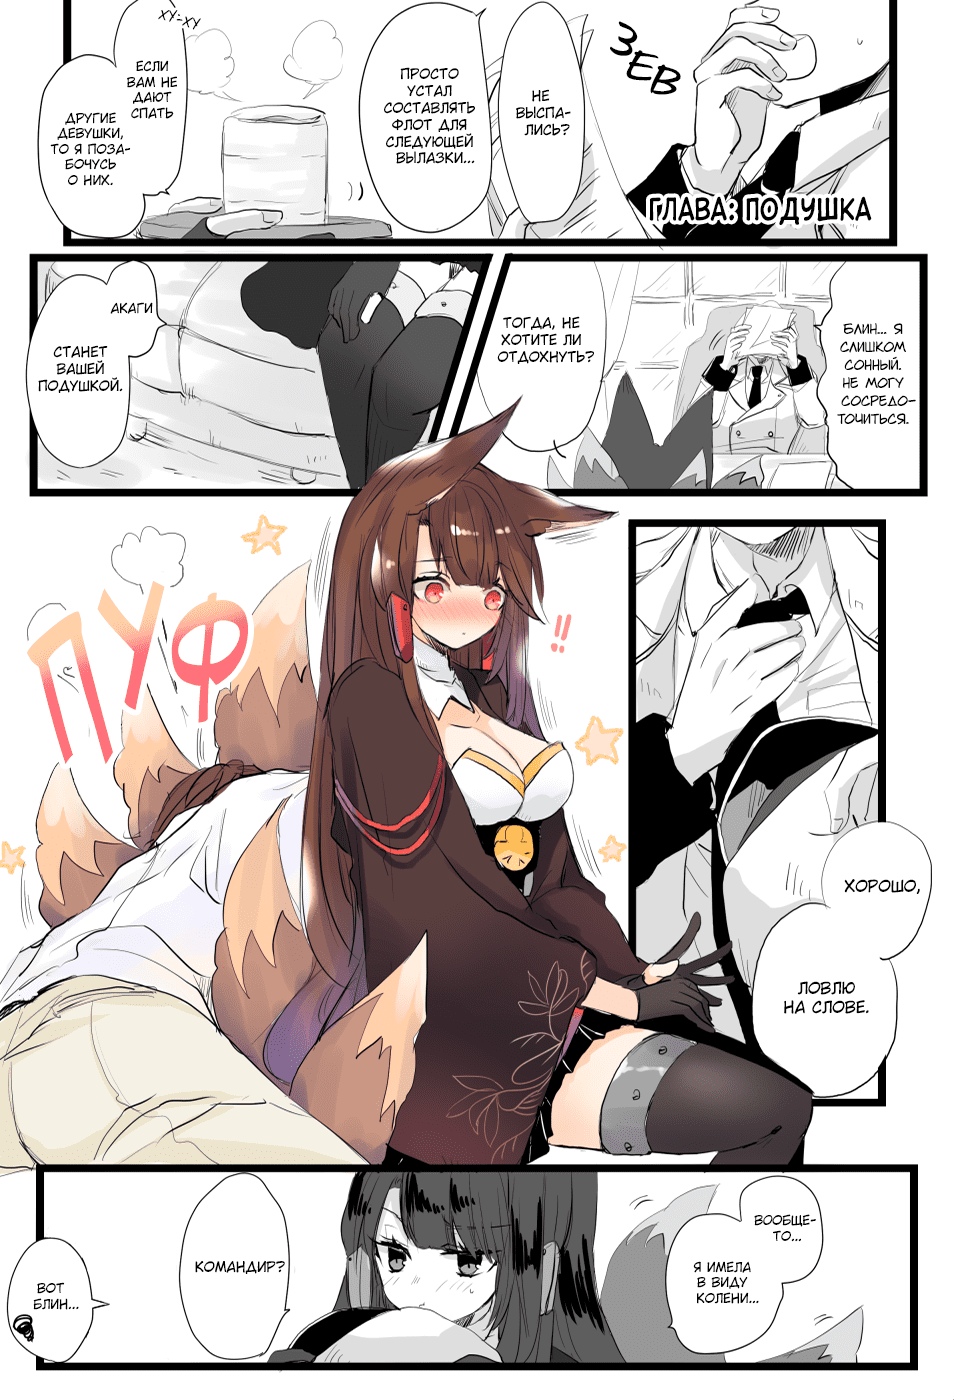 ЗЕВ
ГЛАВА: ПОДУШКА
НЕ
ВЫСПА-
ЛИСЬ?
ПРОСТО
УСТАЛ
СОСТАВЛЯТЬ
ФЛОТ ДЛЯ
СЛЕДУЮЩЕЙ
ВЫЛАЗКИ...
ХУ-ХУ
ЕСЛИ
ВАМ НЕ
ДАЮТ
СПАТЬ
ДРУГИЕ
ДЕВУШКИ,
ТО Я ПОЗА-
БОЧУСЬ
О НИХ.
БЛИН... Я
СЛИШКОМ
СОННЫЙ.
НЕ МОГУ
СОСРЕДО-
ТОЧИТЬСЯ.
ТОГДА, НЕ
ХОТИТЕ ЛИ
ОТДОХНУТЬ?
АКАГИ
СТАНЕТ
ВАШЕЙ
ПОДУШКОЙ.
ХОРОШО,
ЛОВЛЮ
НА СЛОВЕ.
ПУФ
!!
ВООБЩЕ-
ТО...
Я ИМЕЛА
В ВИДУ
КОЛЕНИ...
КОМАНДИР?
ВОТ
БЛИН...